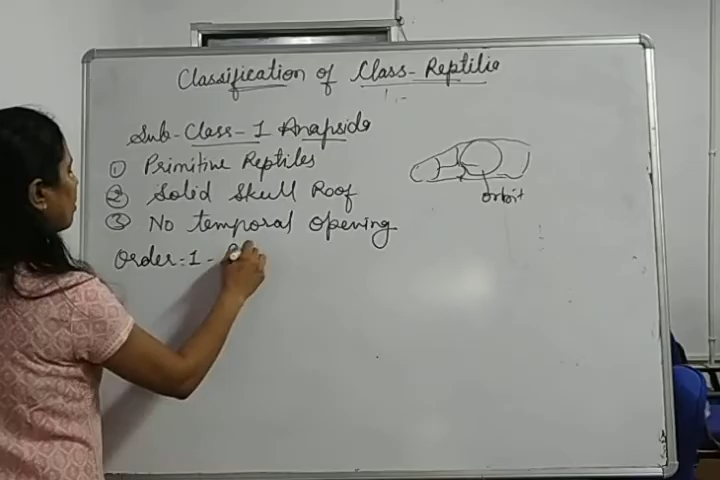 Classification of Class-Reptilia
Sub-Class-1 Anapsida
① Primitive Reptiles
② Solid Skull Roof
③ No temporal opening
Order:1 -
orbit